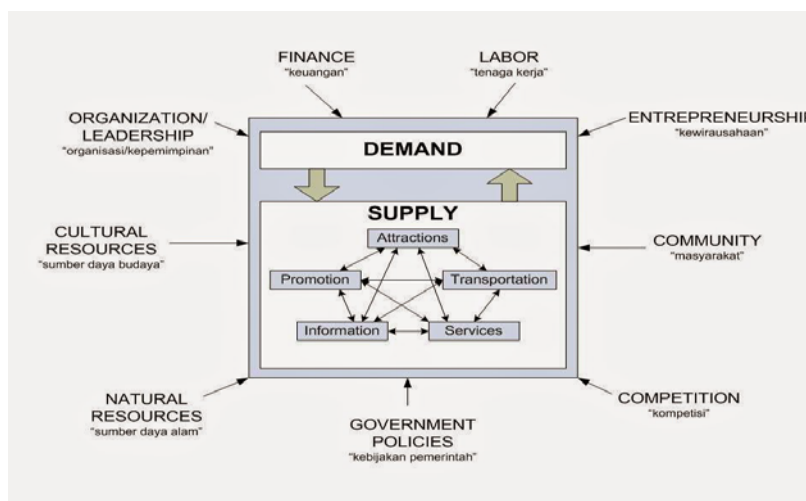 FINANCE
"keuangan"
LABOR
"tenaga kerja"
ORGANIZATION/
LEADERSHIP
"organisasi/kepemimpinan"
ENTREPRENEURSHIP
"kewirausahaan"
DEMAND
SUPPLY
Attractions
Promotion
Transportation
Information
Services
CULTURAL
RESOURCES
"sumber daya budaya"
COMMUNITY
"masyarakat"
NATURAL
RESOURCES
"sumber daya alam"
GOVERNMENT
POLICIES
"kebijakan pemerintah"
COMPETITION
"kompetisi"